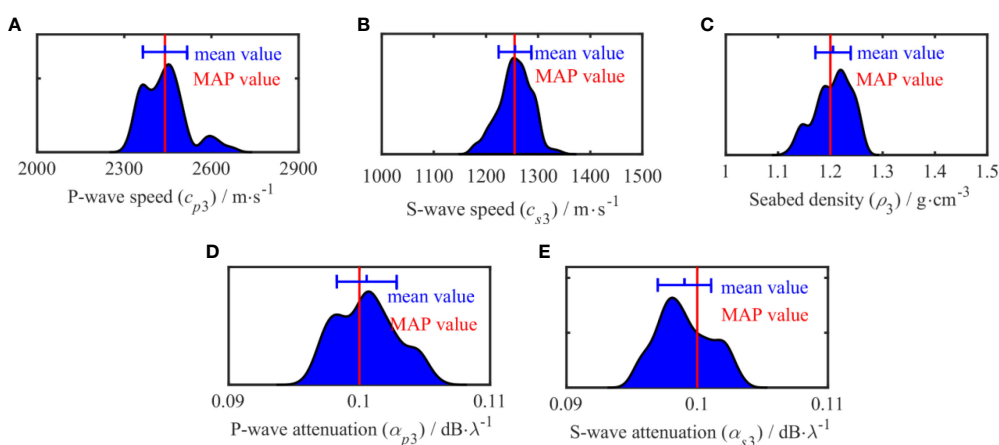 A
mean value
MAP value
2000 2300 2600 2900
P-wave speed (cp3) / m·s⁻¹
B
mean value
MAP value
1000 1100 1200 1300 1400 1500
S-wave speed (cs3) / m·s⁻¹
C
mean value
MAP value
1 1.1 1.2 1.3 1.4 1.5
Seabed density (ρ3) / g·cm⁻³
D
mean value
MAP value
0.09 0.1 0.11
P-wave attenuation (αp3) / dB·λ⁻¹
E
mean value
MAP value
0.09 0.1 0.11
S-wave attenuation (αs3) / dB·λ⁻¹